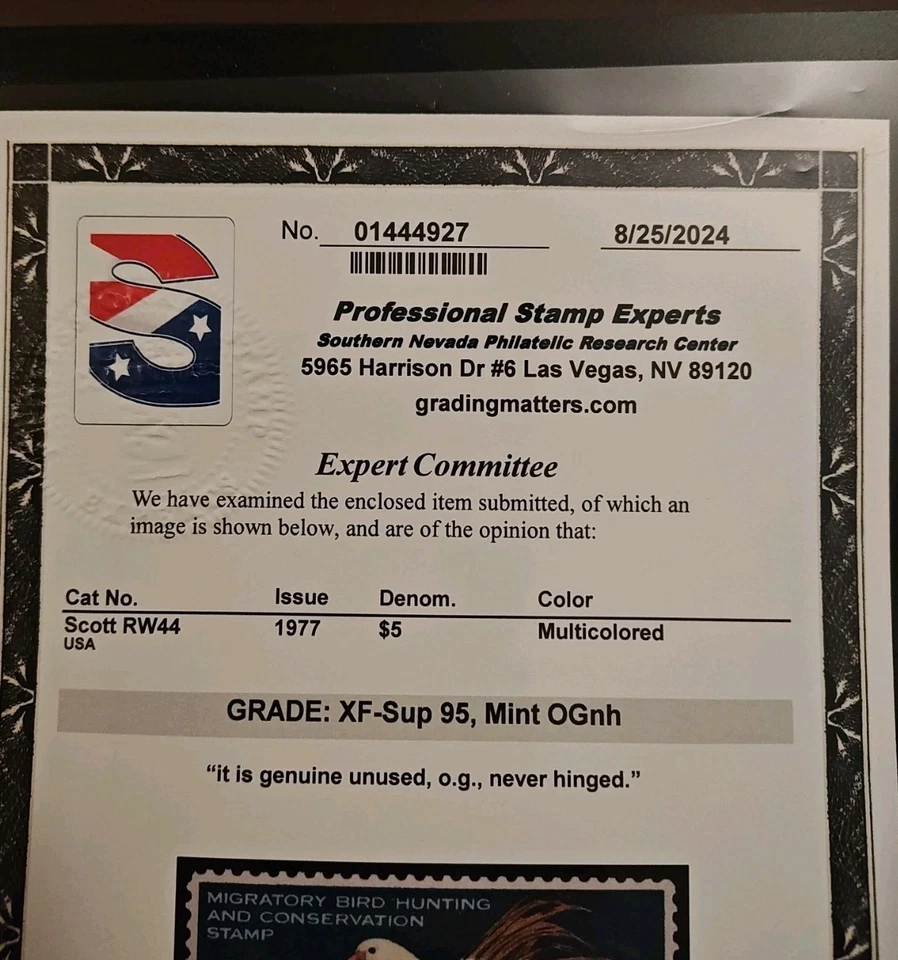 No. 01444927
8/25/2024
Professional Stamp Experts
Southern Nevada Philatelic Research Center
5965 Harrison Dr #6 Las Vegas, NV 89120
gradingmatters.com
Expert Committee
We have examined the enclosed item submitted, of which an
image is shown below, and are of the opinion that:
Cat No. Issue Denom. Color
Scott RW44 1977 $5 Multicolored
USA
GRADE: XF-Sup 95, Mint OGnh
“it is genuine unused, o.g., never hinged.”
MIGRATORY BIRD HUNTING
AND CONSERVATION
STAMP